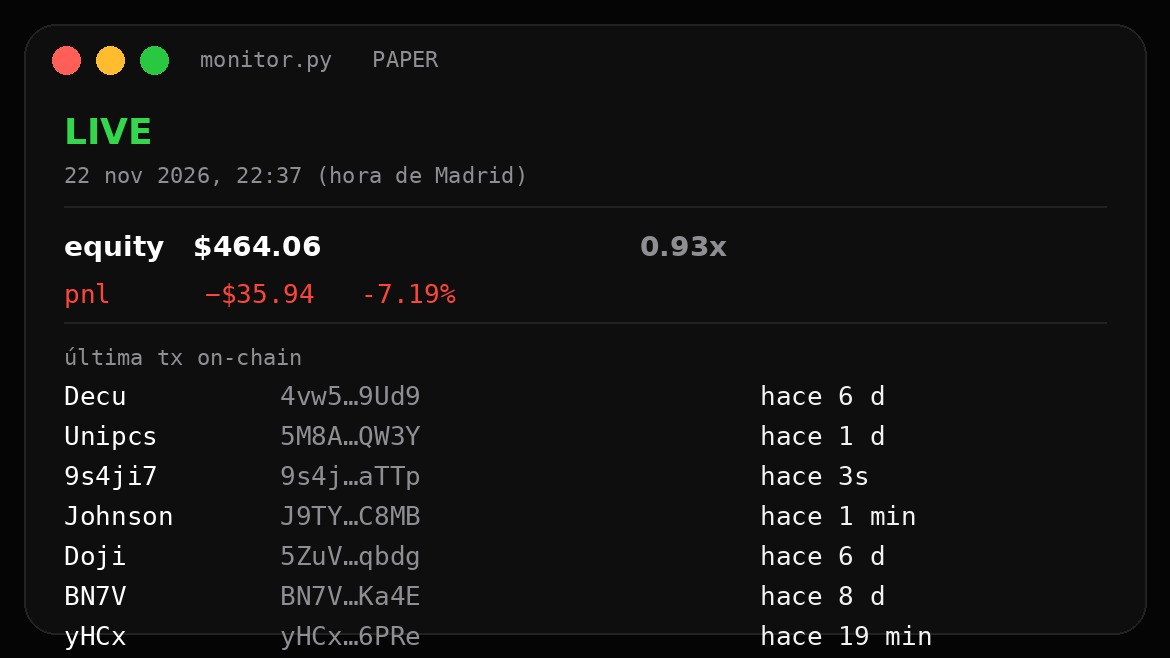 monitor.py PAPER
LIVE
22 nov 2026, 22:37 (hora de Madrid)
equity $464.06 0.93x
pnl −$35.94 -7.19%
última tx on-chain
Decu 4vw5…9Ud9 hace 6 d
Unipcs 5M8A…QW3Y hace 1 d
9s4ji7 9s4j…aTTp hace 3s
Johnson J9TY…C8MB hace 1 min
Doji 5ZuV…qbdg hace 6 d
BN7V BN7V…Ka4E hace 8 d
yHCx yHCx…6PRe hace 19 min